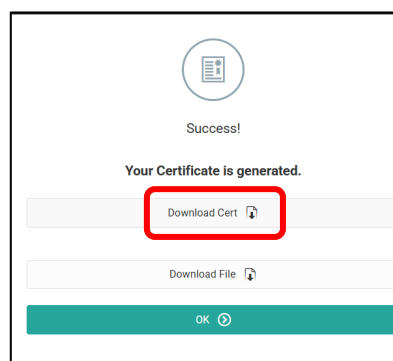 Success!
Your Certificate is generated.
Download Cert
Download File
OK